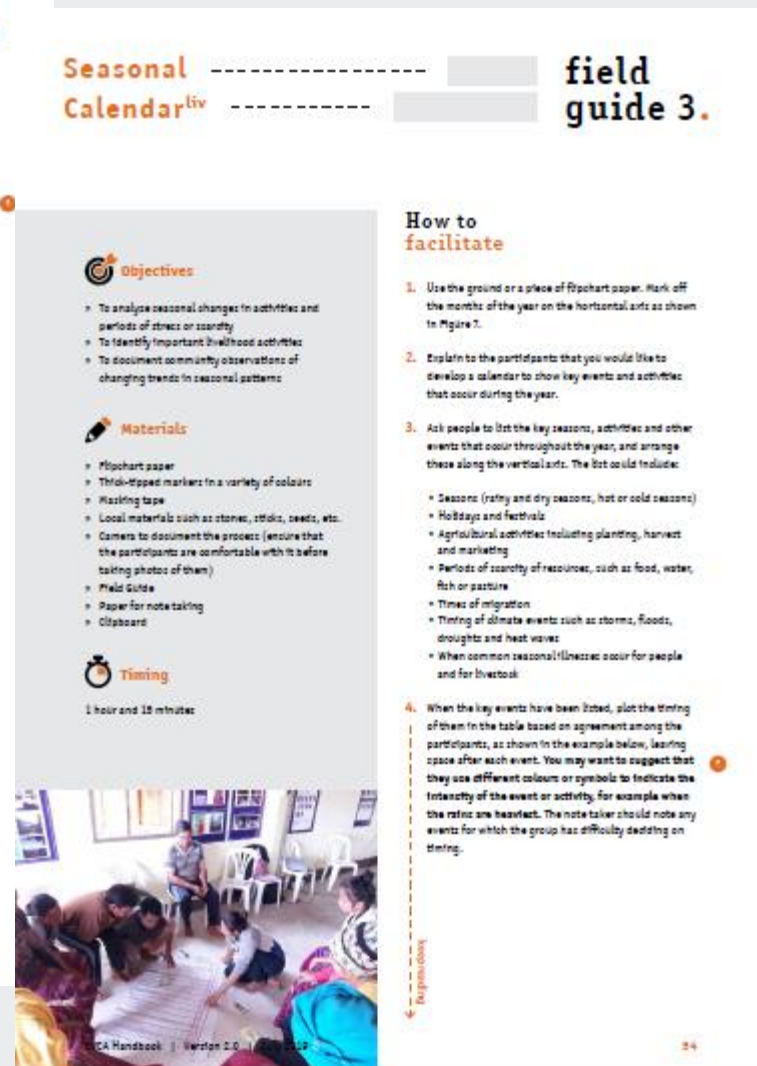 Seasonal
Calendarliv
field
guide 3.
Objectives
» To analyse seasonal changes in activities and
periods of stress or scarcity
» To identify important livelihood activities
» To document community observations of
changing trends in seasonal patterns
Materials
» Flipchart paper
» Thick-tipped markers in a variety of colours
» Masking tape
» Local materials such as stones, sticks, seeds, etc.
» Camera to document the process (ensure that
the participants are comfortable with it before
taking photos of them)
» Field Guide
» Paper for note taking
» Clipboard
Timing
1 hour and 15 minutes
How to
facilitate
1. Use the ground or a piece of flipchart paper. Mark off
the months of the year on the horizontal axis as shown
in Figure 7.
2. Explain to the participants that you would like to
develop a calendar to show key events and activities
that occur during the year.
3. Ask people to list the key seasons, activities and other
events that occur throughout the year, and arrange
these along the vertical axis. The list could include:
• Seasons (rainy and dry seasons, hot or cold seasons)
• Holidays and festivals
• Agricultural activities including planting, harvest
and marketing
• Periods of scarcity of resources, such as food, water,
fish or pasture
• Times of migration
• Timing of climate events such as storms, floods,
droughts and heat waves
• When common seasonal illnesses occur for people
and for livestock
4. When the key events have been listed, plot the timing
of them in the table based on agreement among the
participants, as shown in the example below, leaving
space after each event. You may want to suggest that
they use different colours or symbols to indicate the
intensity of the event or activity, for example when
the rains are heaviest. The note taker should note any
events for which the group has difficulty deciding on
timing.
keep reading
Handbook | Version 2.0 | 2019
54